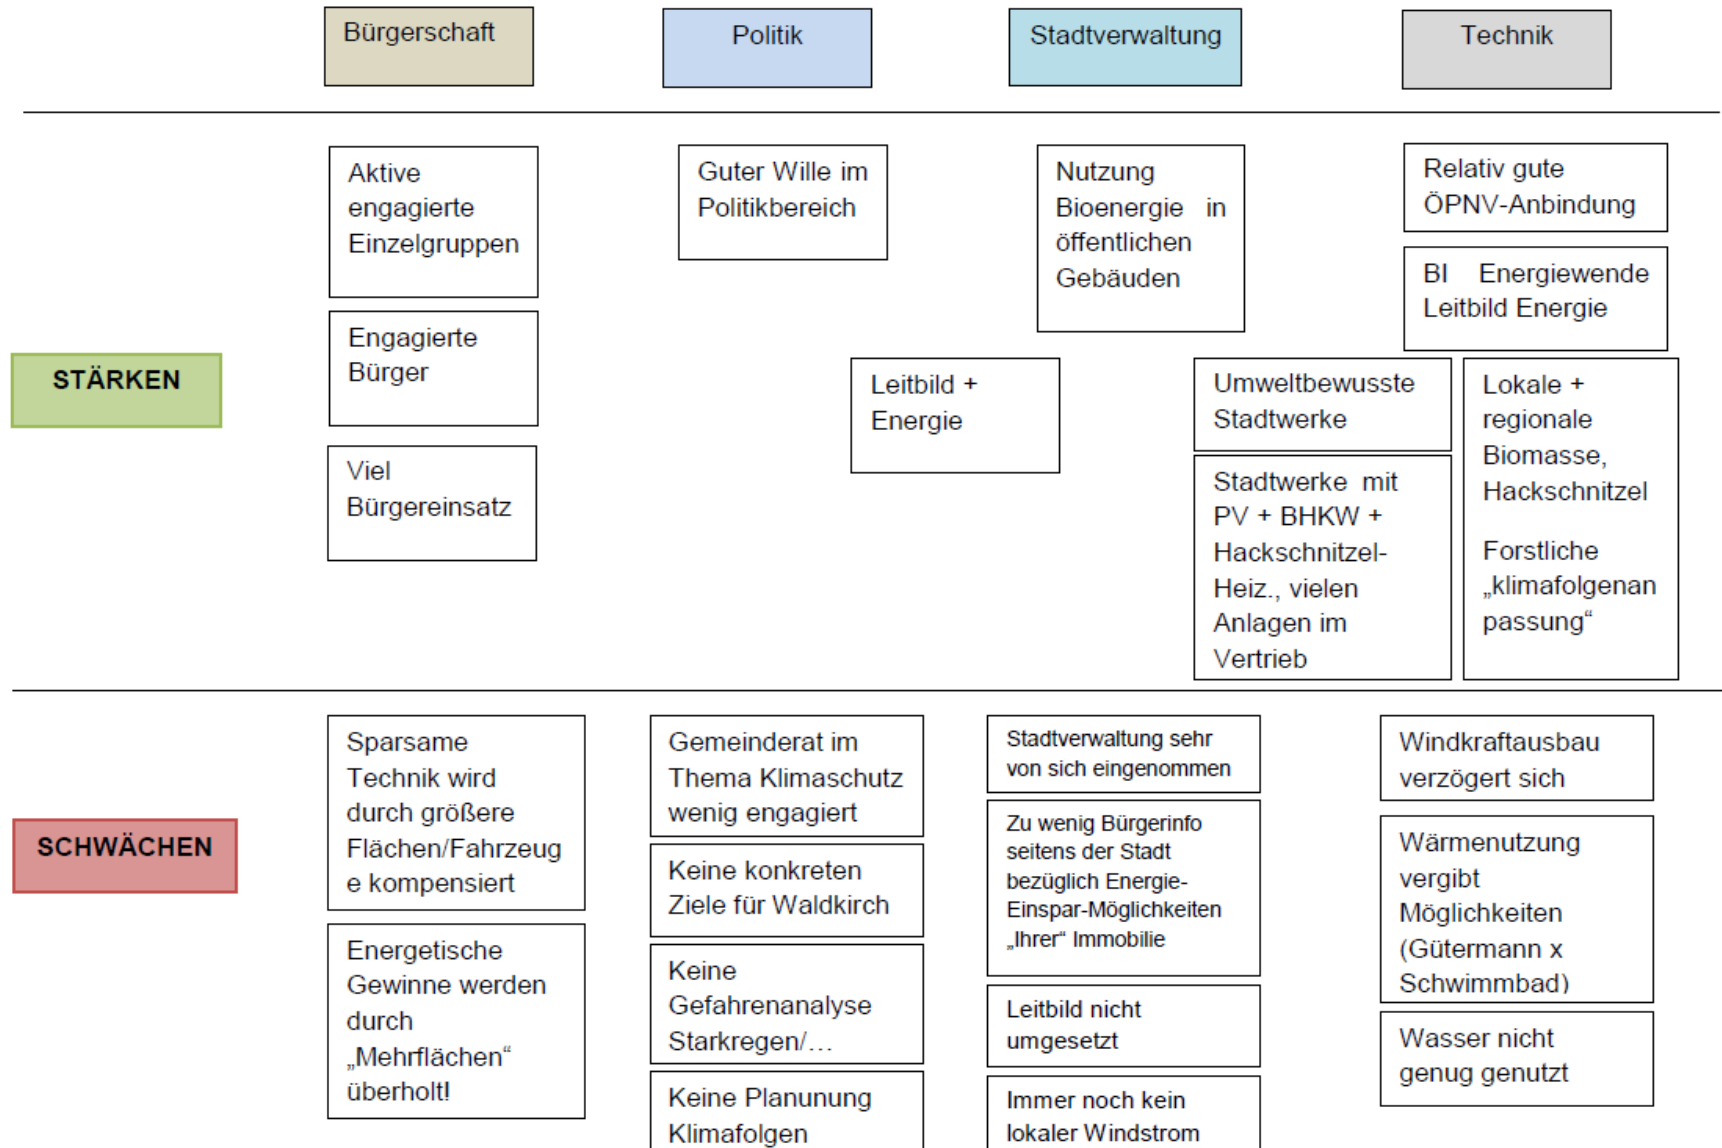 Bürgerschaft
Politik
Stadtverwaltung
Technik
STÄRKEN
Aktive
engagierte
Einzelgruppen
Engagierte
Bürger
Viel
Bürgereinsatz
Guter Wille im
Politikbereich
Leitbild +
Energie
Nutzung
Bioenergie in
öffentlichen
Gebäuden
Umweltbewusste
Stadtwerke
Stadtwerke mit
PV + BHKW +
Hackschnitzel-
Heiz., vielen
Anlagen im
Vertrieb
Relativ gute
ÖPNV-Anbindung
BI Energiewende
Leitbild Energie
Lokale +
regionale
Biomasse,
Hackschnitzel
Forstliche
„klimafolgenan
passung“
SCHWÄCHEN
Sparsame
Technik wird
durch größere
Flächen/Fahrzeug
e kompensiert
Energetische
Gewinne werden
durch
„Mehrflächen“
überholt!
Gemeinderat im
Thema Klimaschutz
wenig engagiert
Keine konkreten
Ziele für Waldkirch
Keine
Gefahrenanalyse
Starkregen/…
Keine Planunung
Klimafolgen
Stadtverwaltung sehr
von sich eingenommen
Zu wenig Bürgerinfo
seitens der Stadt
bezüglich Energie-
Einspar-Möglichkeiten
„Ihrer“ Immobilie
Leitbild nicht
umgesetzt
Immer noch kein
lokaler Windstrom
Windkraftausbau
verzögert sich
Wärmenutzung
vergibt
Möglichkeiten
(Gütermann x
Schwimmbad)
Wasser nicht
genug genutzt